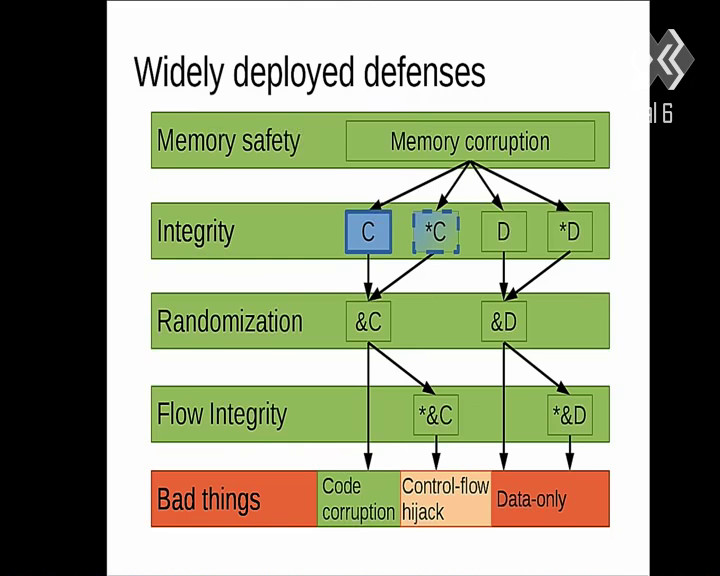 Widely deployed defenses
Memory safety
Memory corruption
Integrity
C
*C
D
*D
Randomization
&C
&D
Flow Integrity
*&C
*&D
Bad things
Code
corruption
Control-flow
hijack
Data-only
al 6